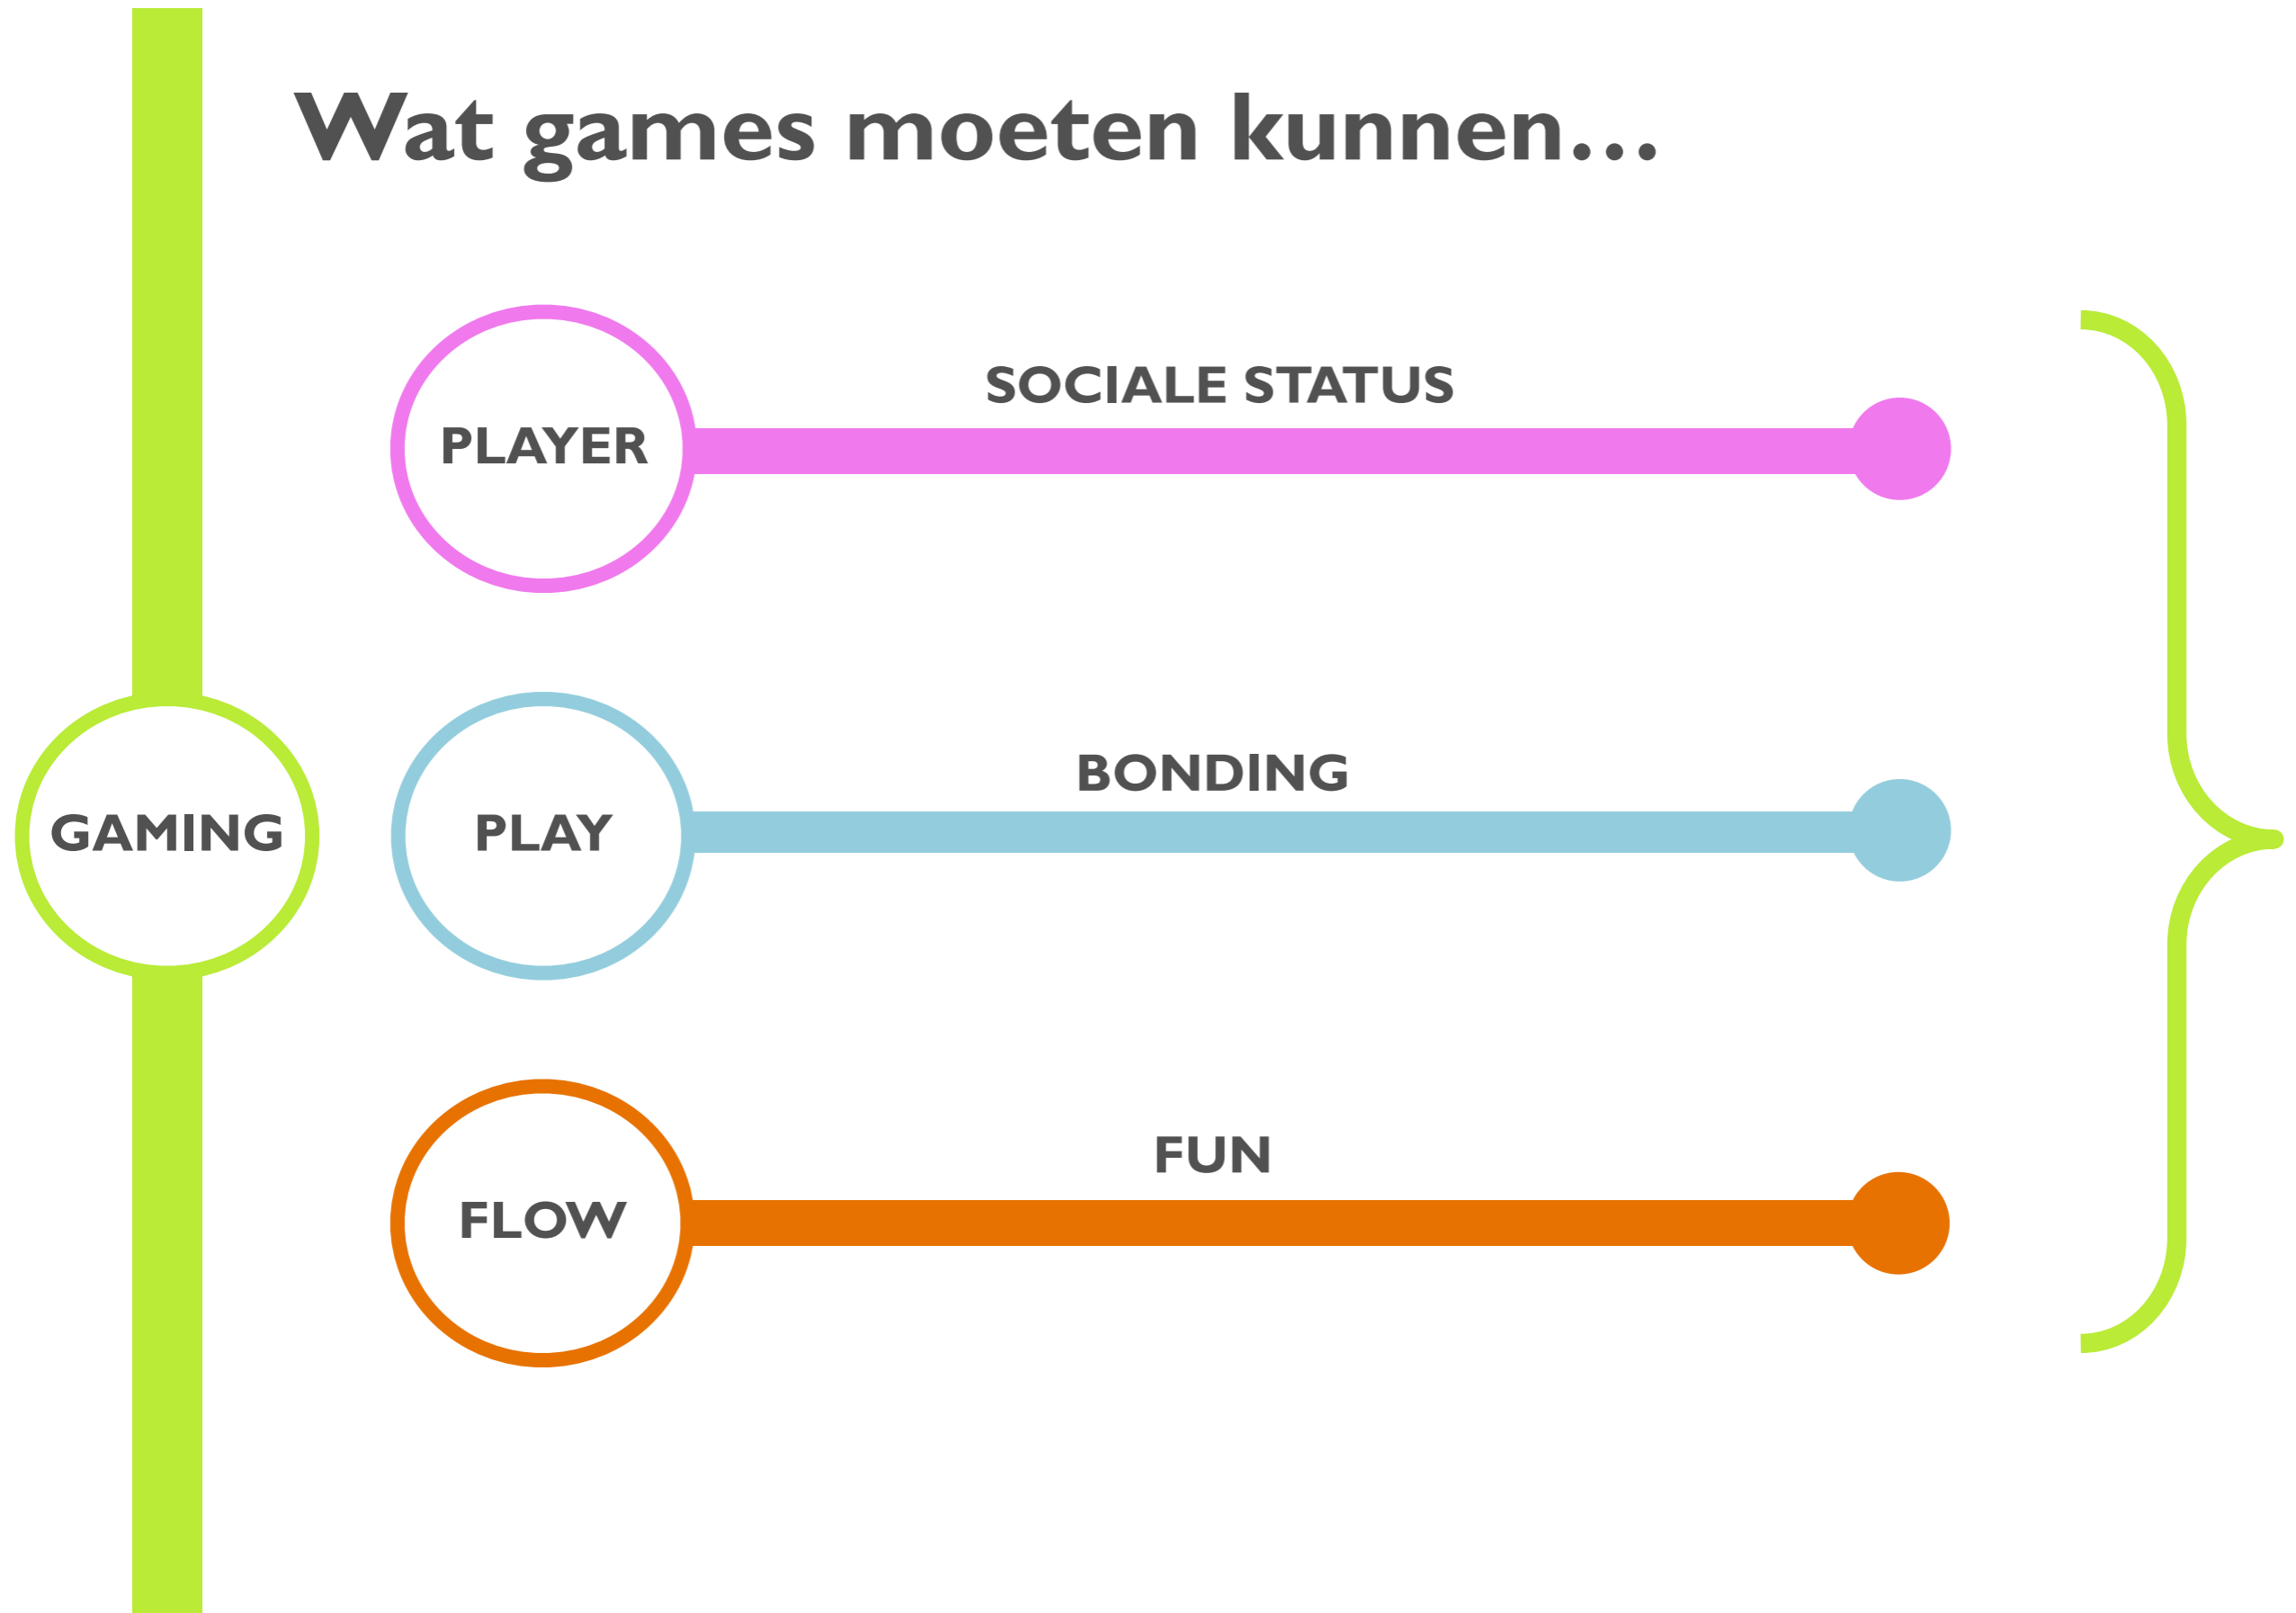 Wat games moeten kunnen...
SOCIALE STATUS
PLAYER
BONDING
GAMING
PLAY
FUN
FLOW